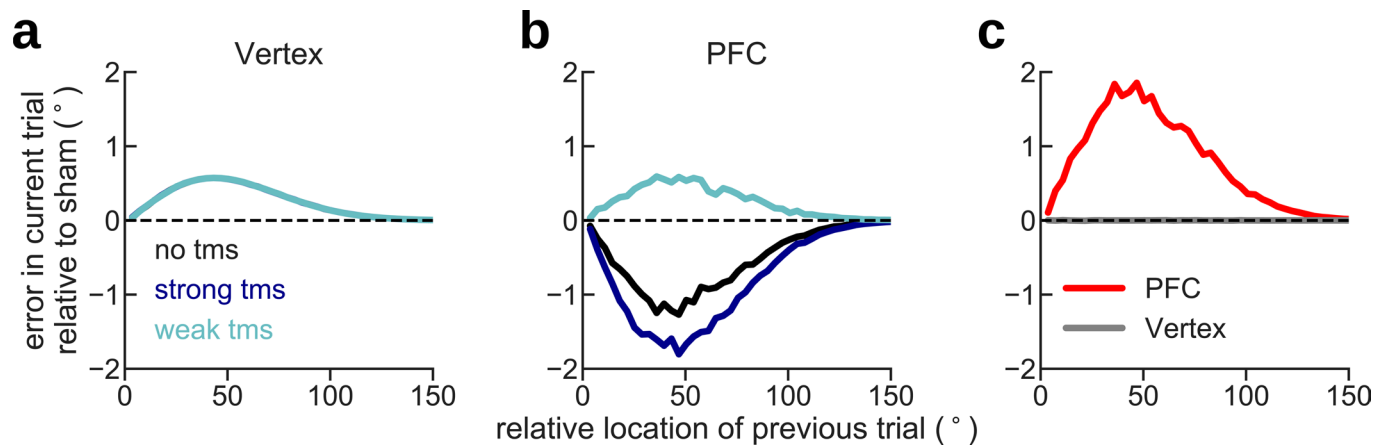 a
Vertex
2
1
0
−1
−2
no tms
strong tms
weak tms
0
50
100
150
error in current trial
relative to sham (°)
b
PFC
2
1
0
−1
−2
0
50
100
150
relative location of previous trial (°)
c
2
1
0
−1
−2
PFC
Vertex
0
50
100
150